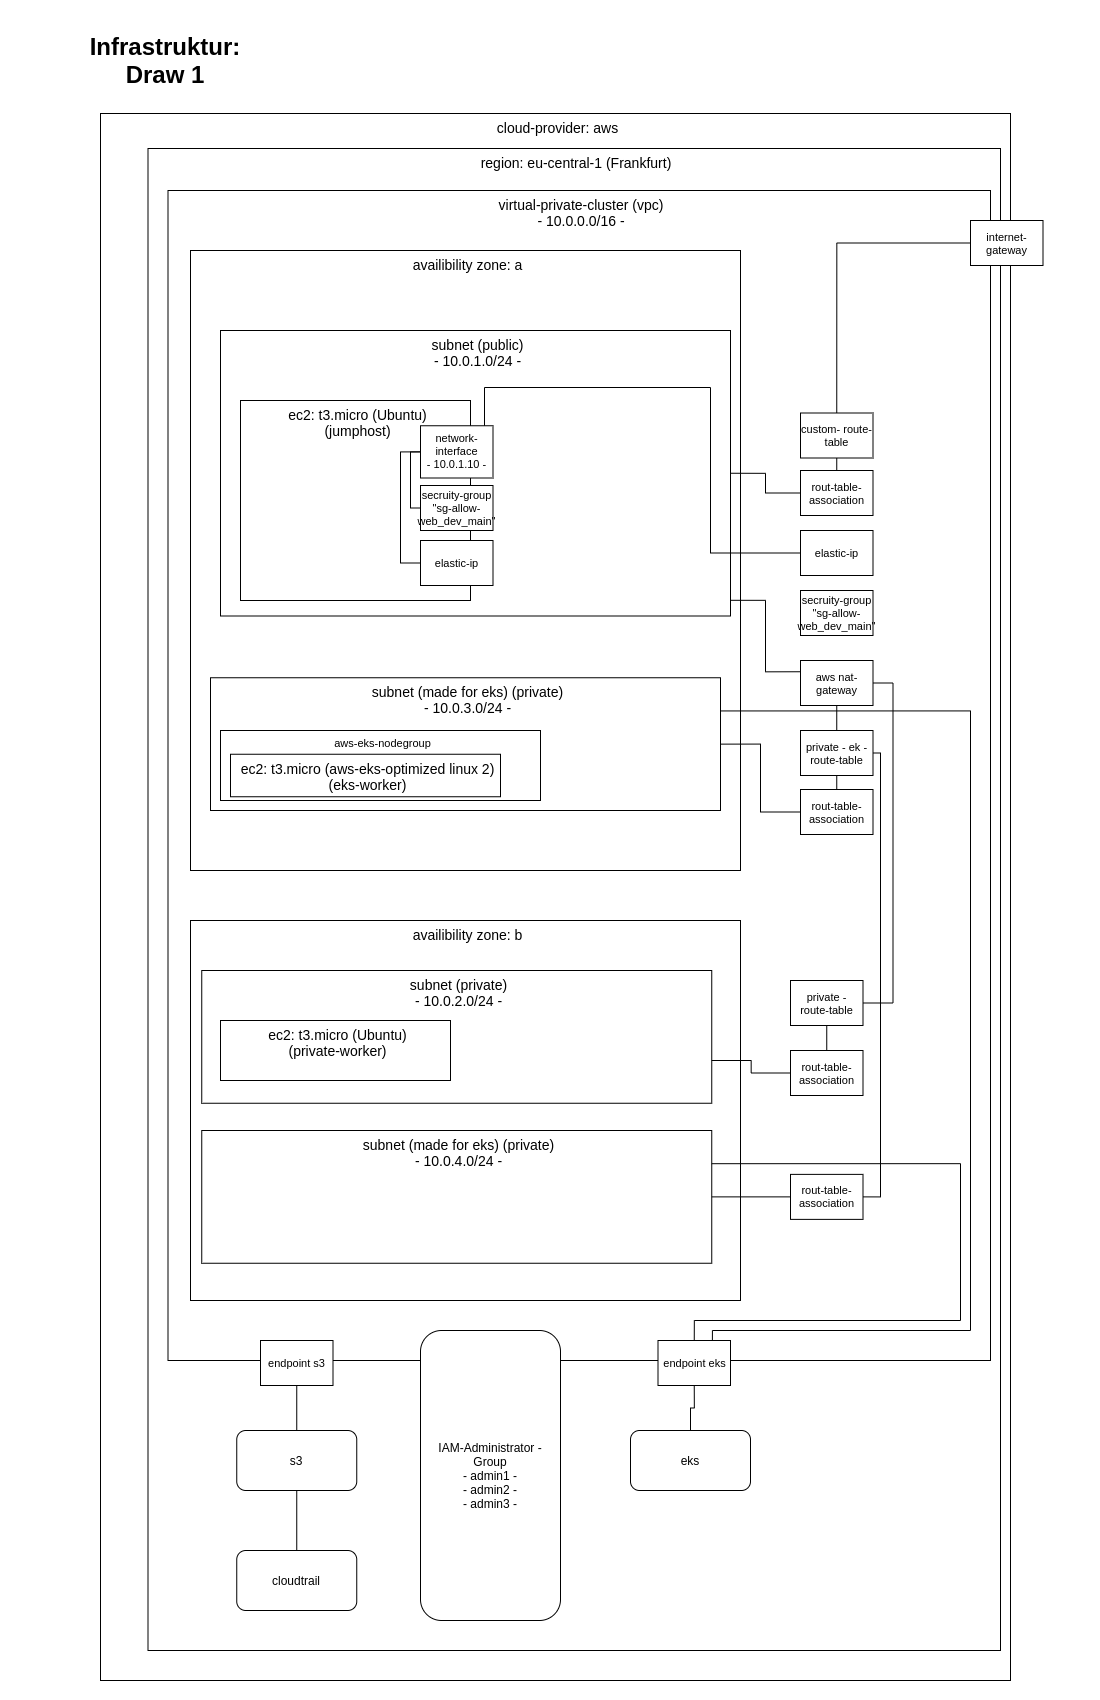 Infrastruktur:
Draw 1
cloud-provider: aws
region: eu-central-1 (Frankfurt)
virtual-private-cluster (vpc)
- 10.0.0.0/16 -
internet-
gateway
availibility zone: a
subnet (public)
- 10.0.1.0/24 -
ec2: t3.micro (Ubuntu)
(jumphost)
network-
interface
- 10.0.1.10 -
secruity-group
"sg-allow-
web_dev_main"
elastic-ip
custom- route-
table
rout-table-
association
elastic-ip
secruity-group
"sg-allow-
web_dev_main"
aws nat-
gateway
subnet (made for eks) (private)
- 10.0.3.0/24 -
aws-eks-nodegroup
ec2: t3.micro (aws-eks-optimized linux 2)
(eks-worker)
private - ek -
route-table
rout-table-
association
availibility zone: b
subnet (private)
- 10.0.2.0/24 -
ec2: t3.micro (Ubuntu)
(private-worker)
private -
route-table
rout-table-
association
subnet (made for eks) (private)
- 10.0.4.0/24 -
rout-table-
association
endpoint s3
endpoint eks
s3
IAM-Administrator -
Group
- admin1 -
- admin2 -
- admin3 -
eks
cloudtrail